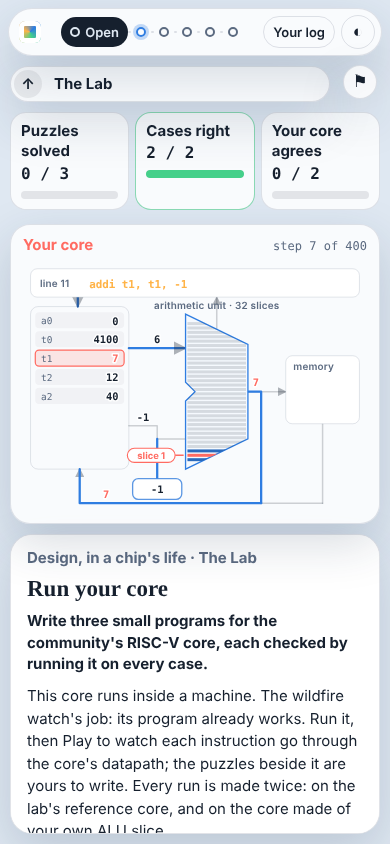 Open
Your log
The Lab
Puzzles solved
0 / 3
Cases right
2 / 2
Your core agrees
0 / 2
Your core
step 7 of 400
line 11
addi t1, t1, -1
arithmetic unit · 32 slices
a0 0
t0 4100
t1 7
t2 12
a2 40
6
7
memory
-1
slice 1
-1
7
Design, in a chip's life · The Lab
Run your core
Write three small programs for the
community's RISC-V core, each checked by
running it on every case.
This core runs inside a machine. The wildfire
watch's job: its program already works. Run it,
then Play to watch each instruction go through
the core's datapath; the puzzles beside it are
yours to write. Every run is made twice: on the
lab's reference core, and on the core made of
your own ALU slice.